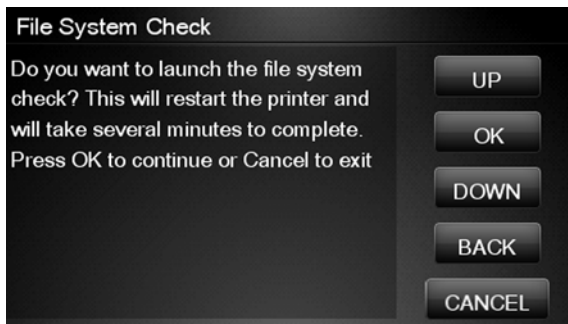 File System Check
Do you want to launch the file system
check? This will restart the printer and
will take several minutes to complete.
Press OK to continue or Cancel to exit
UP
OK
DOWN
BACK
CANCEL